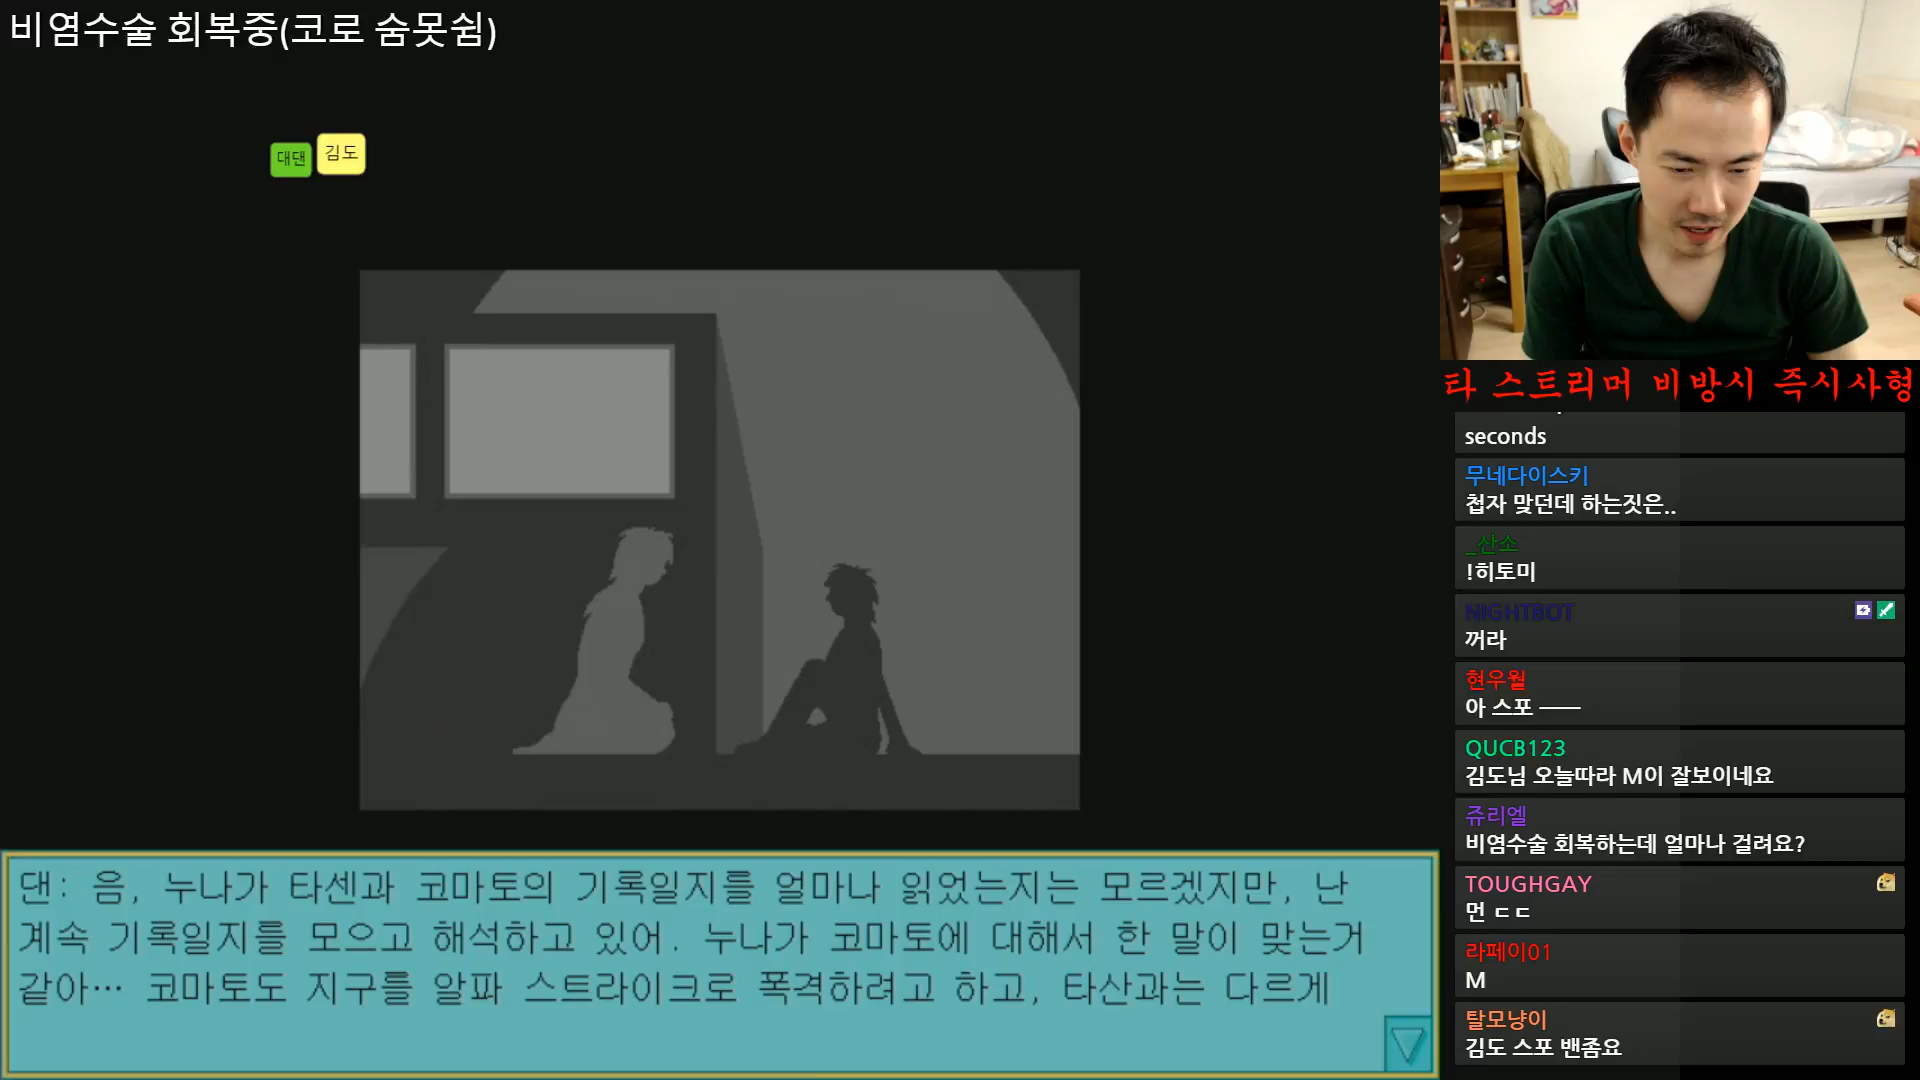 비염수술 회복중(코로 숨못쉼)
대댄
김도
댄: 음, 누나가 타센과 코마토의 기록일지를 얼마나 읽었는지는 모르겠지만, 난
계속 기록일지를 모으고 해석하고 있어. 누나가 코마토에 대해서 한 말이 맞는거
같아… 코마토도 지구를 알파 스트라이크로 폭격하려고 하고, 타산과는 다르게
타 스트리머 비방시 즉시사형
seconds
무네다이스키
첩자 맞던데 하는짓은..
_산소
!히토미
NIGHTBOT
꺼라
현우월
아 스포 ㅡㅡ
QUCB123
김도님 오늘따라 M이 잘보이네요
쥬리엘
비염수술 회복하는데 얼마나 걸려요?
TOUGHGAY
먼 ㄷㄷ
라페이01
M
탈모냥이
김도 스포 밴좀요